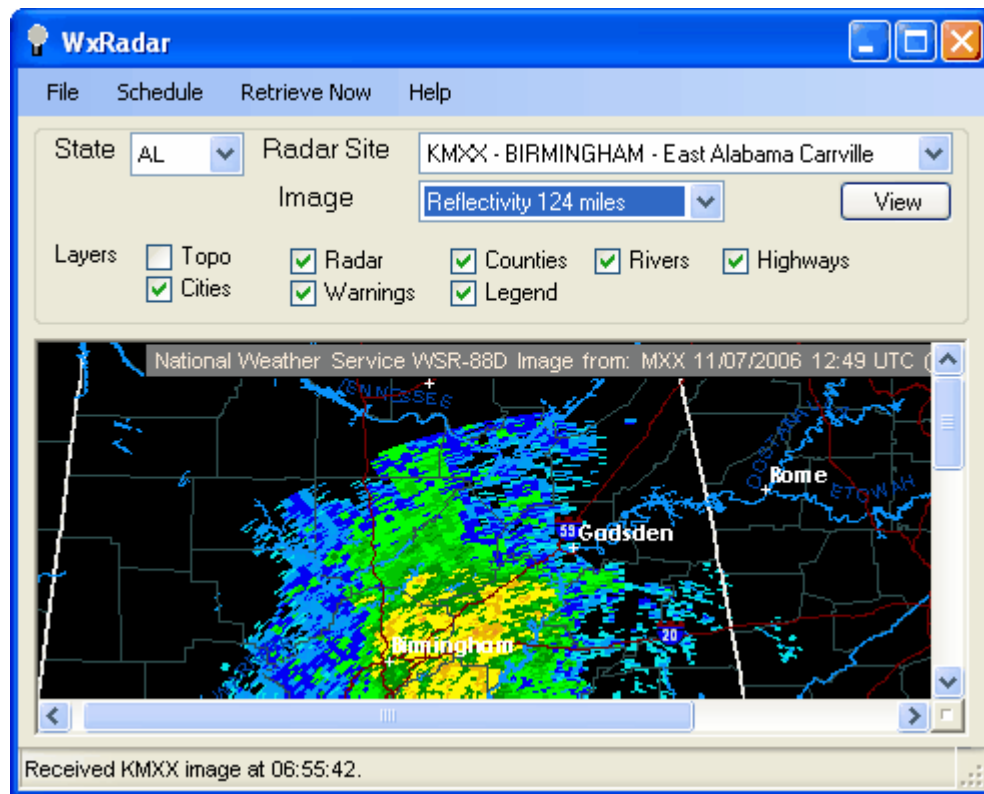 WxRadar
File Schedule Retrieve Now Help
State AL Radar Site KMXX - BIRMINGHAM - East Alabama Carrville
Image Reflectivity 124 miles View
Layers Topo Radar Counties Rivers Highways
Cities Warnings Legend
National Weather Service WSR-88D Image from: MXX 11/07/2006 12:49 UTC (
Rome
ETOWAH
59 Gadsden
20
Birmingham
Received KMXX image at 06:55:42.